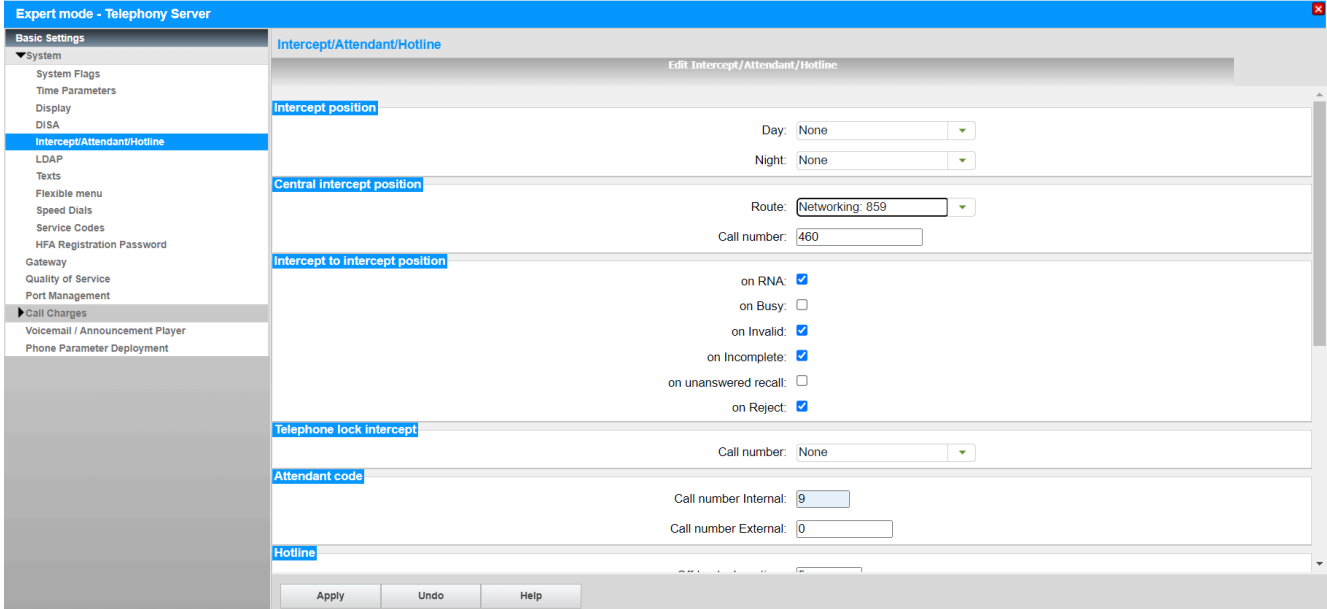 Expert mode - Telephony Server
Basic Settings
System
System Flags
Time Parameters
Display
DISA
Intercept/Attendant/Hotline
LDAP
Texts
Flexible menu
Speed Dials
Service Codes
HFA Registration Password
Gateway
Quality of Service
Port Management
Call Charges
Voicemail / Announcement Player
Phone Parameter Deployment
Intercept/Attendant/Hotline
Edit Intercept/Attendant/Hotline
Intercept position
Day: None
Night: None
Central intercept position
Route: Networking: 859
Call number: 460
Intercept to intercept position
on RNA:
on Busy:
on Invalid:
on Incomplete:
on unanswered recall:
on Reject:
Telephone lock intercept
Call number: None
Attendant code
Call number Internal: 9
Call number External: 0
Hotline
Apply Undo Help